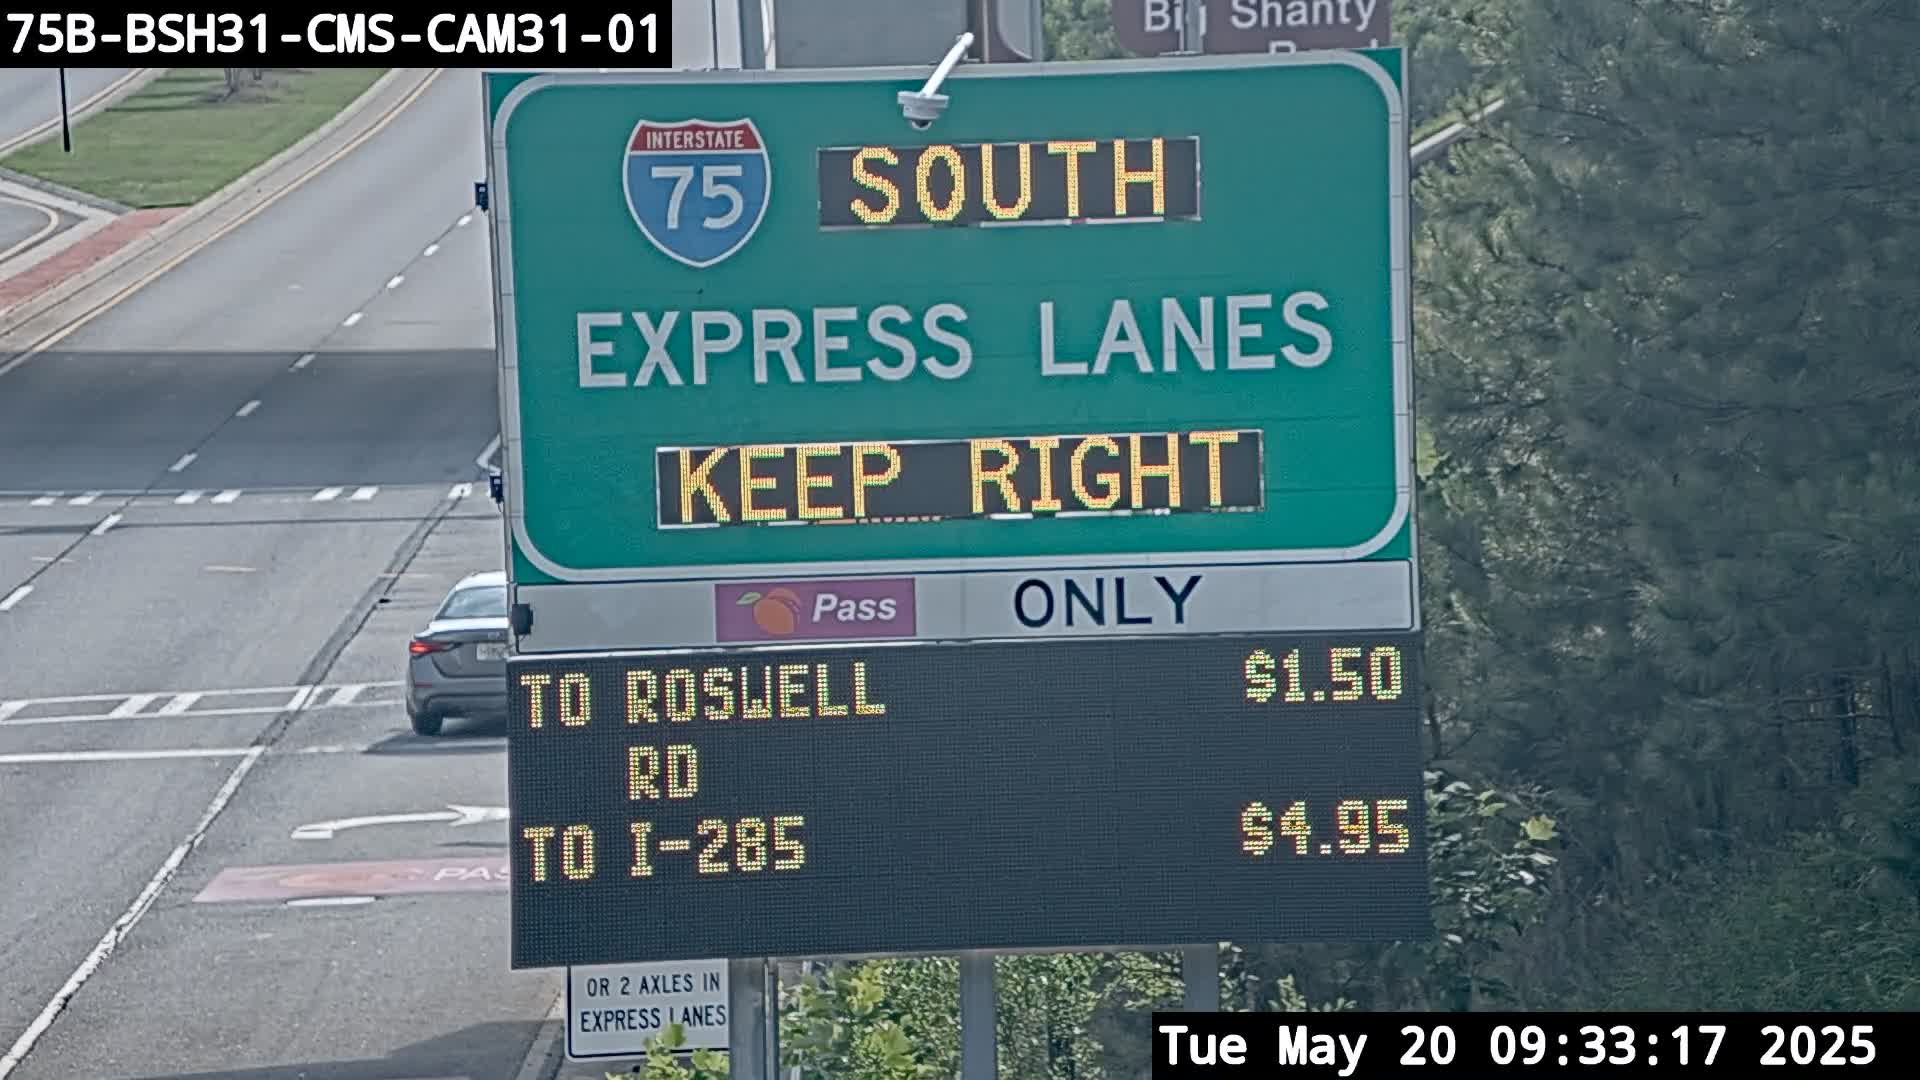 75B-BSH31-CMS-CAM31-01
Big Shanty
Road
INTERSTATE
75
SOUTH
EXPRESS LANES
KEEP RIGHT
Pass
ONLY
TO ROSWELL $1.50
RD
TO I-285 $4.95
PAS
OR 2 AXLES IN
EXPRESS LANES
Tue May 20 09:33:17 2025